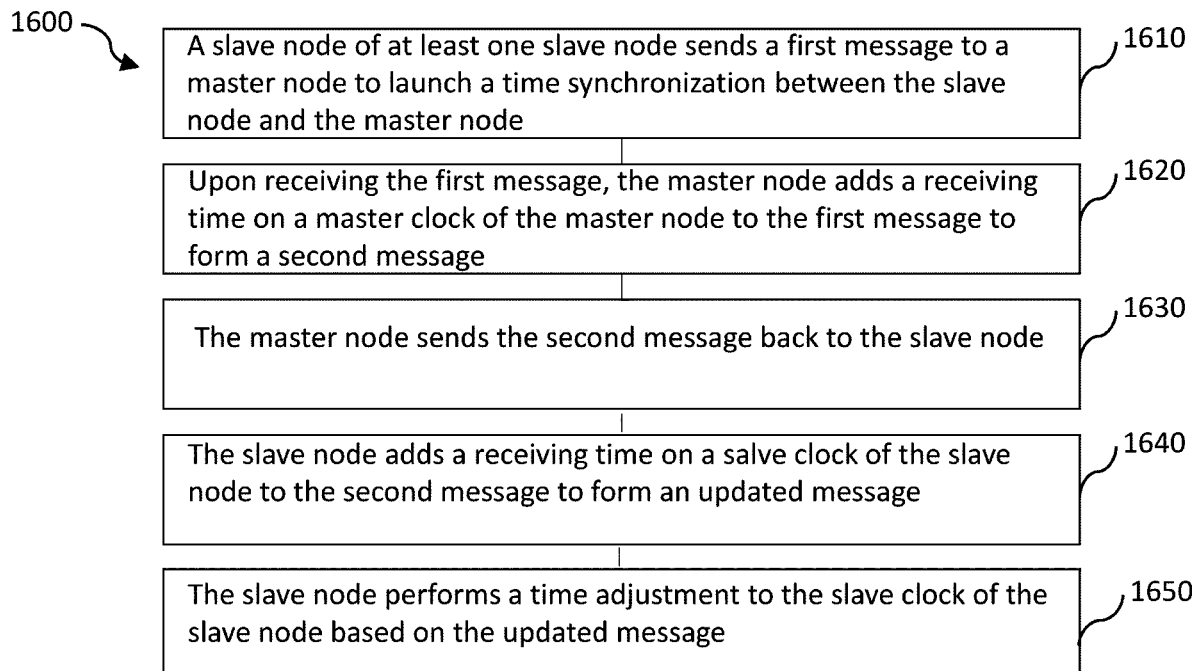 1600
A slave node of at least one slave node sends a first message to a
master node to launch a time synchronization between the slave
node and the master node
1610
Upon receiving the first message, the master node adds a receiving
time on a master clock of the master node to the first message to
form a second message
1620
The master node sends the second message back to the slave node
1630
The slave node adds a receiving time on a salve clock of the slave
node to the second message to form an updated message
1640
The slave node performs a time adjustment to the slave clock of the
slave node based on the updated message
1650